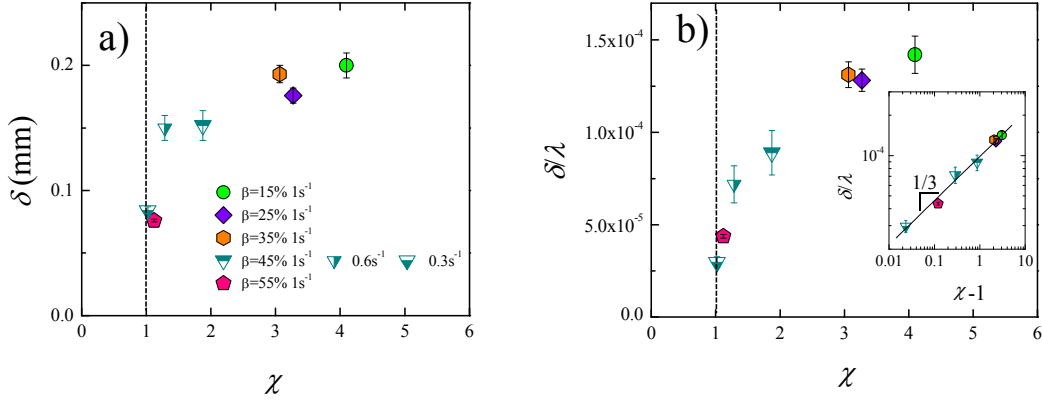 a)
δ (mm)
0.2
0.1
0.0
β=15% 1s⁻¹
β=25% 1s⁻¹
β=35% 1s⁻¹
β=45% 1s⁻¹ 0.6s⁻¹ 0.3s⁻¹
β=55% 1s⁻¹
0 1 2 3 4 5 6
χ
b)
δ/λ
1.5x10⁻⁴
1.0x10⁻⁴
5.0x10⁻⁵
0.0
0 1 2 3 4 5 6
χ
δ/λ
10⁻⁴
1/3
0.01 0.1 1 10
χ-1